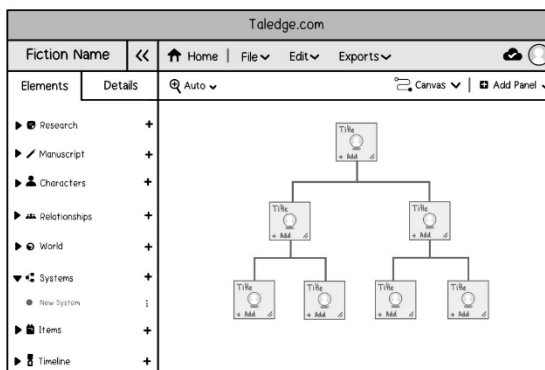 Taledge.com
Fiction Name <<
Home | File Edit Exports
Elements Details
Auto Canvas | Add Panel
Research +
Manuscript +
Characters +
Relationships +
World +
Systems +
New System
Items +
Timeline +
Title
+ Add
Title
+ Add
Title
+ Add
Title
+ Add
Title
+ Add
Title
+ Add
Title
+ Add